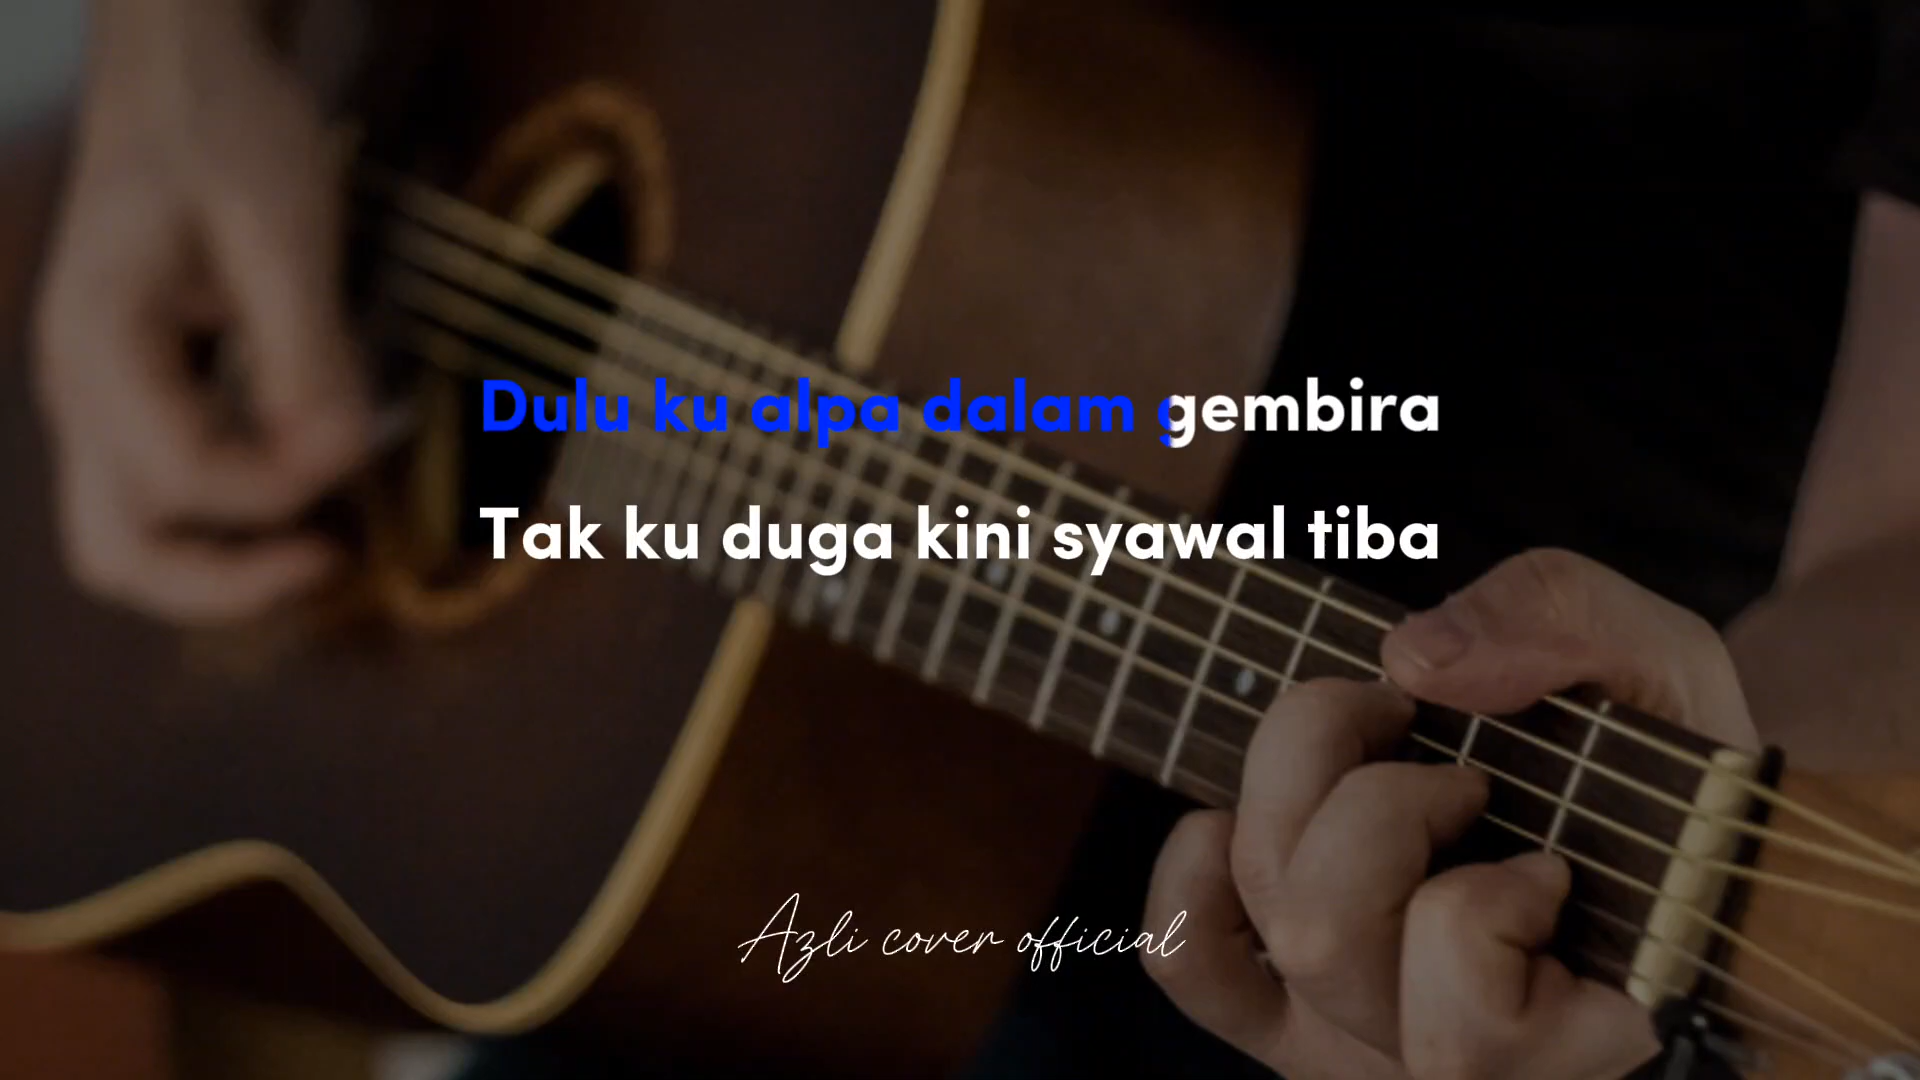 Dulu ku alpa dalam gembira
Tak ku duga kini syawal tiba
Azli cover official